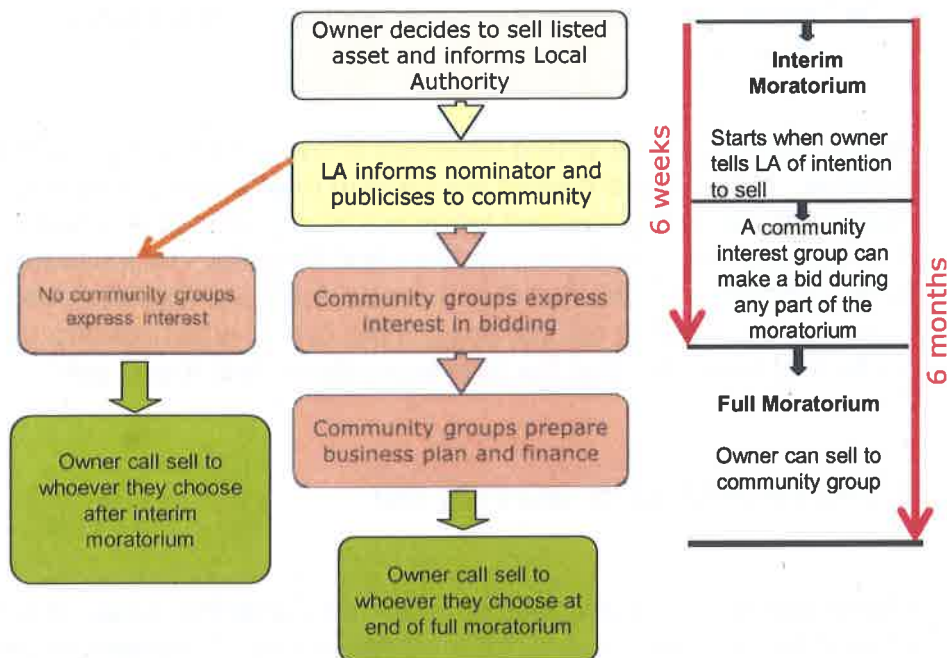 Owner decides to sell listed
asset and informs Local
Authority
LA informs nominator and
publicises to community
No community groups
express interest
Community groups express
interest in bidding
Owner call sell to
whoever they choose
after interim
moratorium
Community groups prepare
business plan and finance
Owner call sell to
whoever they choose at
end of full moratorium
6 weeks
Interim
Moratorium
Starts when owner
tells LA of intention
to sell
A community
interest group can
make a bid during
any part of the
moratorium
Full Moratorium
Owner can sell to
community group
6 months